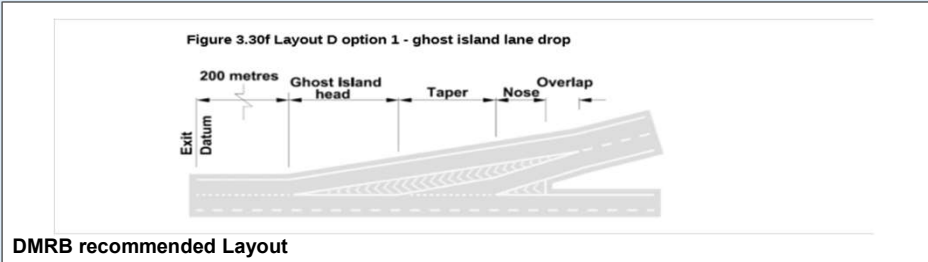 Figure 3.30f Layout D option 1 - ghost island lane drop
200 metres
Ghost Island
head
Taper
Nose
Overlap
Exit
Datum
DMRB recommended Layout